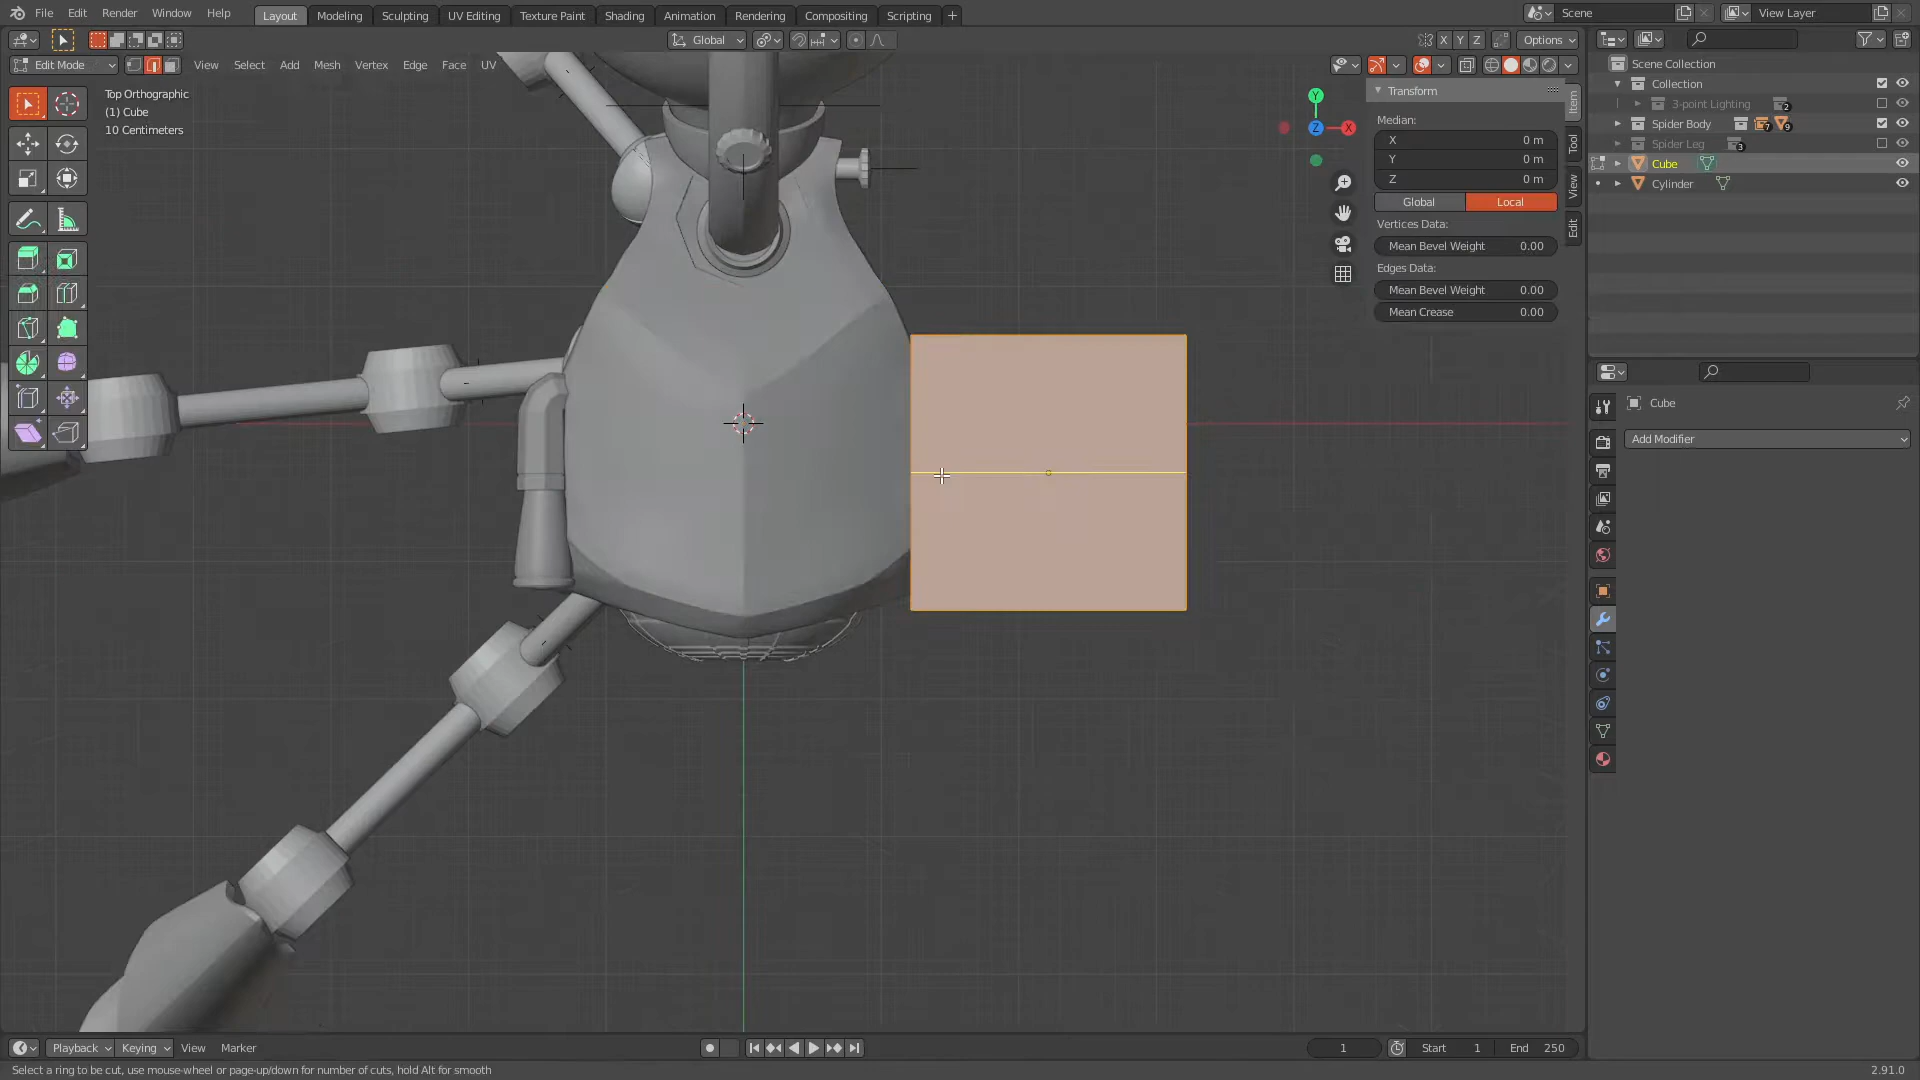 File Edit Render Window Help Layout Modeling Sculpting UV Editing Texture Paint Shading Animation Rendering Compositing Scripting + Scene View Layer
Global X Y Z Options
Edit Mode View Select Add Mesh Vertex Edge Face UV
Top Orthographic
(1) Cube
10 Centimeters
Y
Z
X
Transform
Median:
X 0 m
Y 0 m
Z 0 m
Global Local
Vertices Data:
Mean Bevel Weight 0.00
Edges Data:
Mean Bevel Weight 0.00
Mean Crease 0.00
Item
Tool
View
Edit
Scene Collection
Collection
3-point Lighting 2
Spider Body 7 9
Spider Leg 3
Cube
Cylinder
Cube
Add Modifier
Playback Keying View Marker 1 Start 1 End 250
Select a ring to be cut, use mouse-wheel or page-up/down for number of cuts, hold Alt for smooth 2.91.0